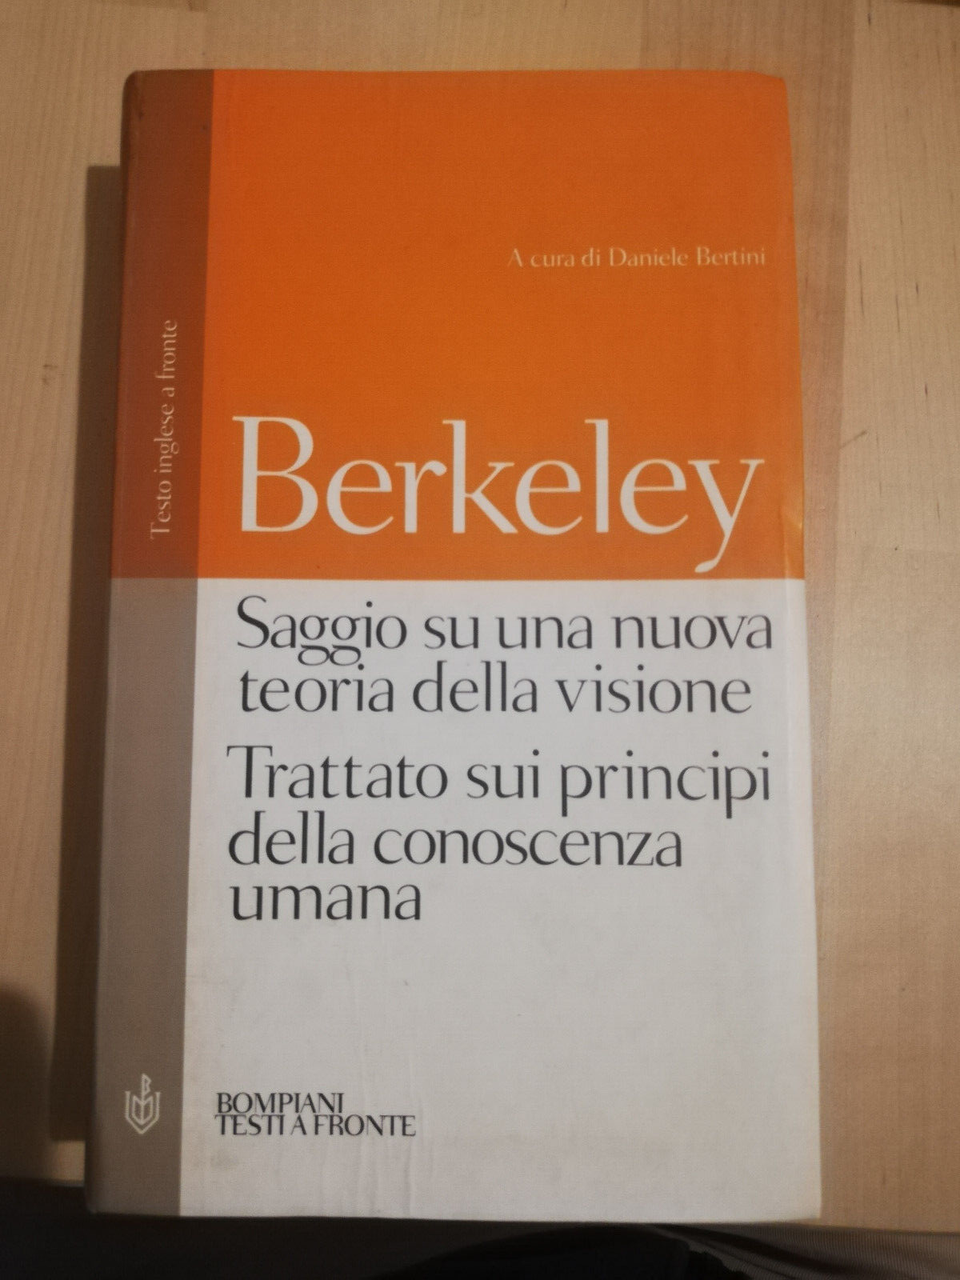 A cura di Daniele Bertini
Testo inglese a fronte
Berkeley
Saggio su una nuova
teoria della visione
Trattato sui principi
della conoscenza
umana
B
BOMPIANI
TESTI A FRONTE